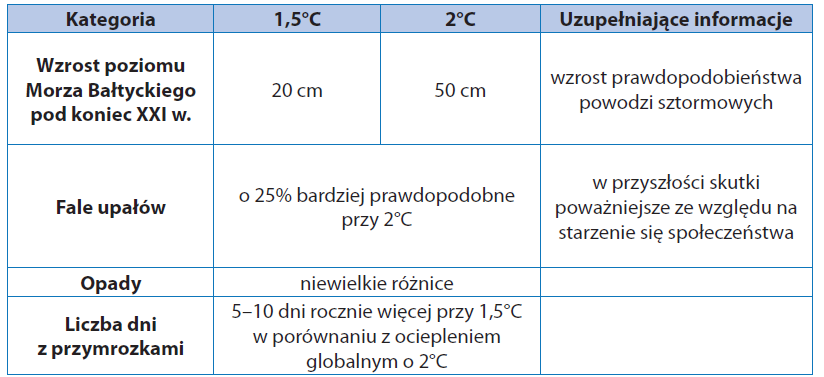 Kategoria 1,5°C 2°C Uzupełniające informacje
Wzrost poziomu
Morza Bałtyckiego
pod koniec XXI w.
20 cm
50 cm
wzrost prawdopodobieństwa
powodzi sztormowych
Fale upałów
o 25% bardziej prawdopodobne
przy 2°C
w przyszłości skutki
poważniejsze ze względu na
starzenie się społeczeństwa
Opady
niewielkie różnice
Liczba dni
z przymrozkami
5–10 dni rocznie więcej przy 1,5°C
w porównaniu z ociepleniem
globalnym o 2°C